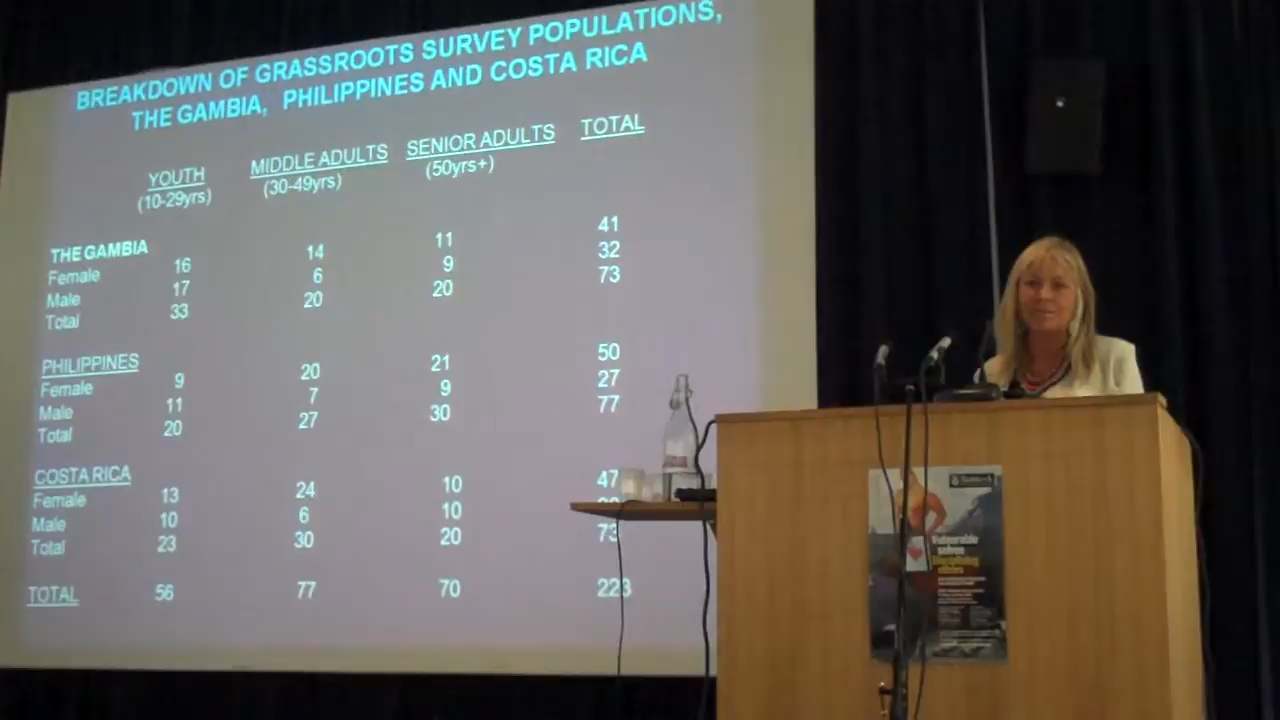 BREAKDOWN OF GRASSROOTS SURVEY POPULATIONS,
THE GAMBIA, PHILIPPINES AND COSTA RICA
YOUTH MIDDLE ADULTS SENIOR ADULTS TOTAL
(10-29yrs) (30-49yrs) (50yrs+)
THE GAMBIA
Female 16 14 11 41
Male 17 6 9 32
Total 33 20 20 73
PHILIPPINES
Female 9 20 21 50
Male 11 7 9 27
Total 20 27 30 77
COSTA RICA
Female 13 24 10 47
Male 10 6 10
Total 23 30 20 73
TOTAL 56 77 70 223
Vulnerable
selves